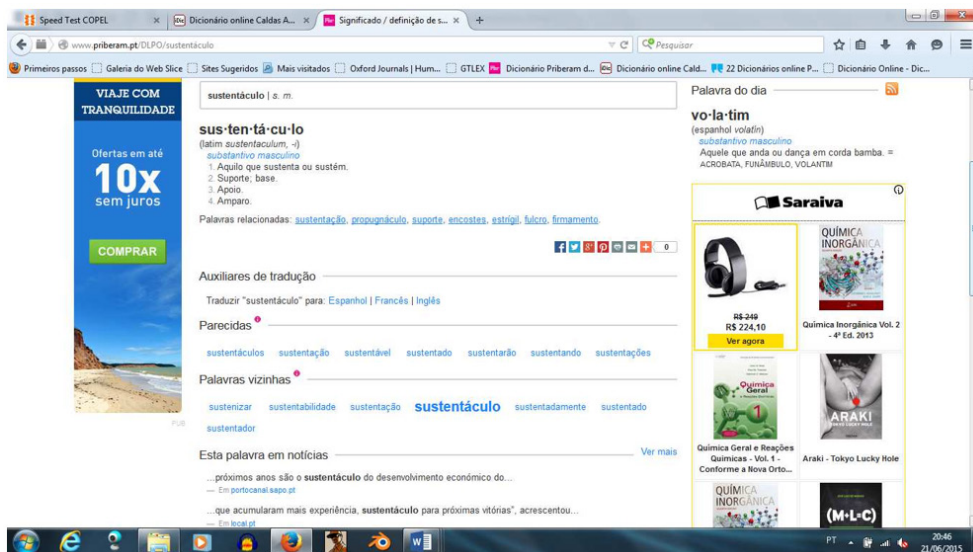 Speed Test COPEL
Dicionário online Caldas A...
Significado / definição de s...
www.priberam.pt/DLPO/sustentáculo
Pesquisar
Primeiros passos Galeria do Web Slice Sites Sugeridos Mais visitados Oxford Journals | Hum... GTLEX Dicionário Priberam d... Dicionário online Cald... 22 Dicionários online P... Dicionário Online - Dic...
VIAJE COM
TRANQUILIDADE
Ofertas em até
10x
sem juros
COMPRAR
PUB
sustentáculo | s. m.
sus·ten·tá·cu·lo
(latim sustentaculum, -i)
substantivo masculino
1. Aquilo que sustenta ou sustém.
2. Suporte; base.
3. Apoio.
4. Amparo.
Palavras relacionadas: sustentação, propugnáculo, suporte, encostes, estrígil, fulcro, firmamento.
0
Auxiliares de tradução
Traduzir "sustentáculo" para: Espanhol | Francês | Inglês
Parecidas
sustentáculos sustentação sustentável sustentado sustentarão sustentando sustentações
Palavras vizinhas
sustenizar sustentabilidade sustentação sustentáculo sustentadamente sustentado
sustentador
Esta palavra em notícias
Ver mais
...próximos anos são o sustentáculo do desenvolvimento económico do...
— Em portocanal.sapo.pt
...que acumularam mais experiência, sustentáculo para próximas vitórias", acrescentou...
— Em local.pt
Palavra do dia
vo·la·tim
(espanhol volatín)
substantivo masculino
Aquele que anda ou dança em corda bamba. =
ACROBATA, FUNÂMBULO, VOLANTIM
Saraiva
R$ 249
R$ 224,10
Ver agora
QUÍMICA
INORGÂNICA
Química Inorgânica Vol. 2
- 4ª Ed. 2013
Química
Geral
1
Química Geral e Reações
Químicas - Vol. 1 -
Conforme a Nova Orto...
ARAKI
Araki - Tokyo Lucky Hole
QUÍMICA
INORGÂNICA
(M-L-C)
PT
20:46
21/06/2015